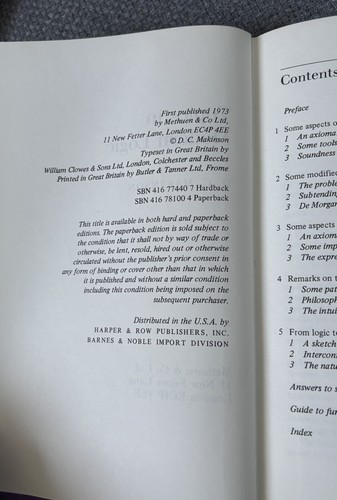 First published 1973
by Methuen & Co Ltd,
11 New Fetter Lane, London EC4P 4EE
© D. C. Makinson
Typeset in Great Britain by
William Clowes & Sons Ltd, London, Colchester and Beccles
Printed in Great Britain by Butler & Tanner Ltd, Frome
SBN 416 77440 7 Hardback
SBN 416 78100 4 Paperback
This title is available in both hard and paperback
editions. The paperback edition is sold subject to
the condition that it shall not by way of trade or
otherwise, be lent, resold, hired out or otherwise
circulated without the publisher's prior consent in
any form of binding or cover other than that in which
it is published and without a similar condition
including this condition being imposed on the
subsequent purchaser.
Distributed in the U.S.A. by
HARPER & ROW PUBLISHERS, INC.
BARNES & NOBLE IMPORT DIVISION
Contents
Preface
1 Some aspects o
1 An axioma
2 Some tools
3 Soundness
2 Some modified
1 The proble
2 Subtending
3 De Morgan
3 Some aspects
1 An axiom
2 Some imp
3 The expre
4 Remarks on t
1 Some pat
2 Philosoph
3 The intui
5 From logic to
1 A sketch
2 Intercon
3 The natu
Answers to s
Guide to fur
Index